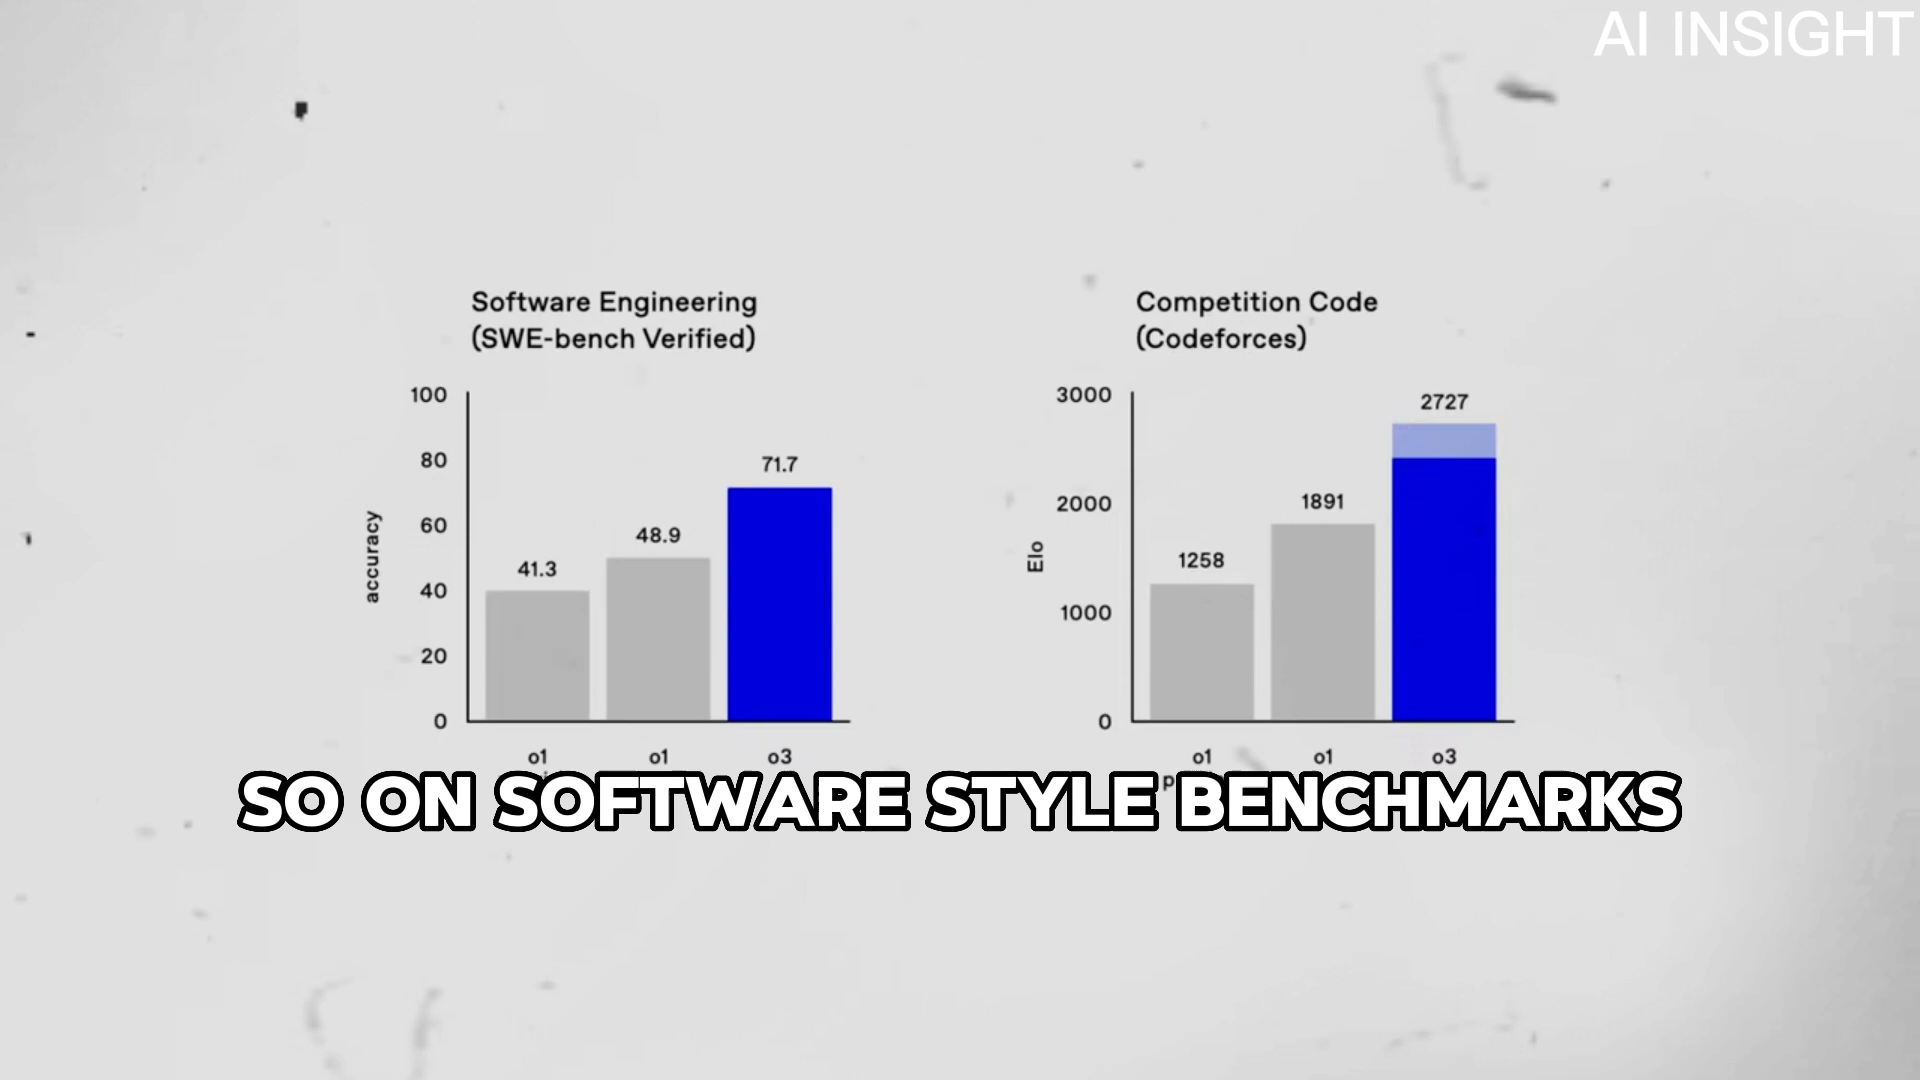 AI INSIGHT
Software Engineering
(SWE-bench Verified)
100
80
60
40
20
0
accuracy
41.3
48.9
71.7
o1
o1
o3
Competition Code
(Codeforces)
3000
2000
1000
0
Elo
1258
1891
2727
o1
o1
o3
SO ON SOFTWARE STYLE BENCHMARKS